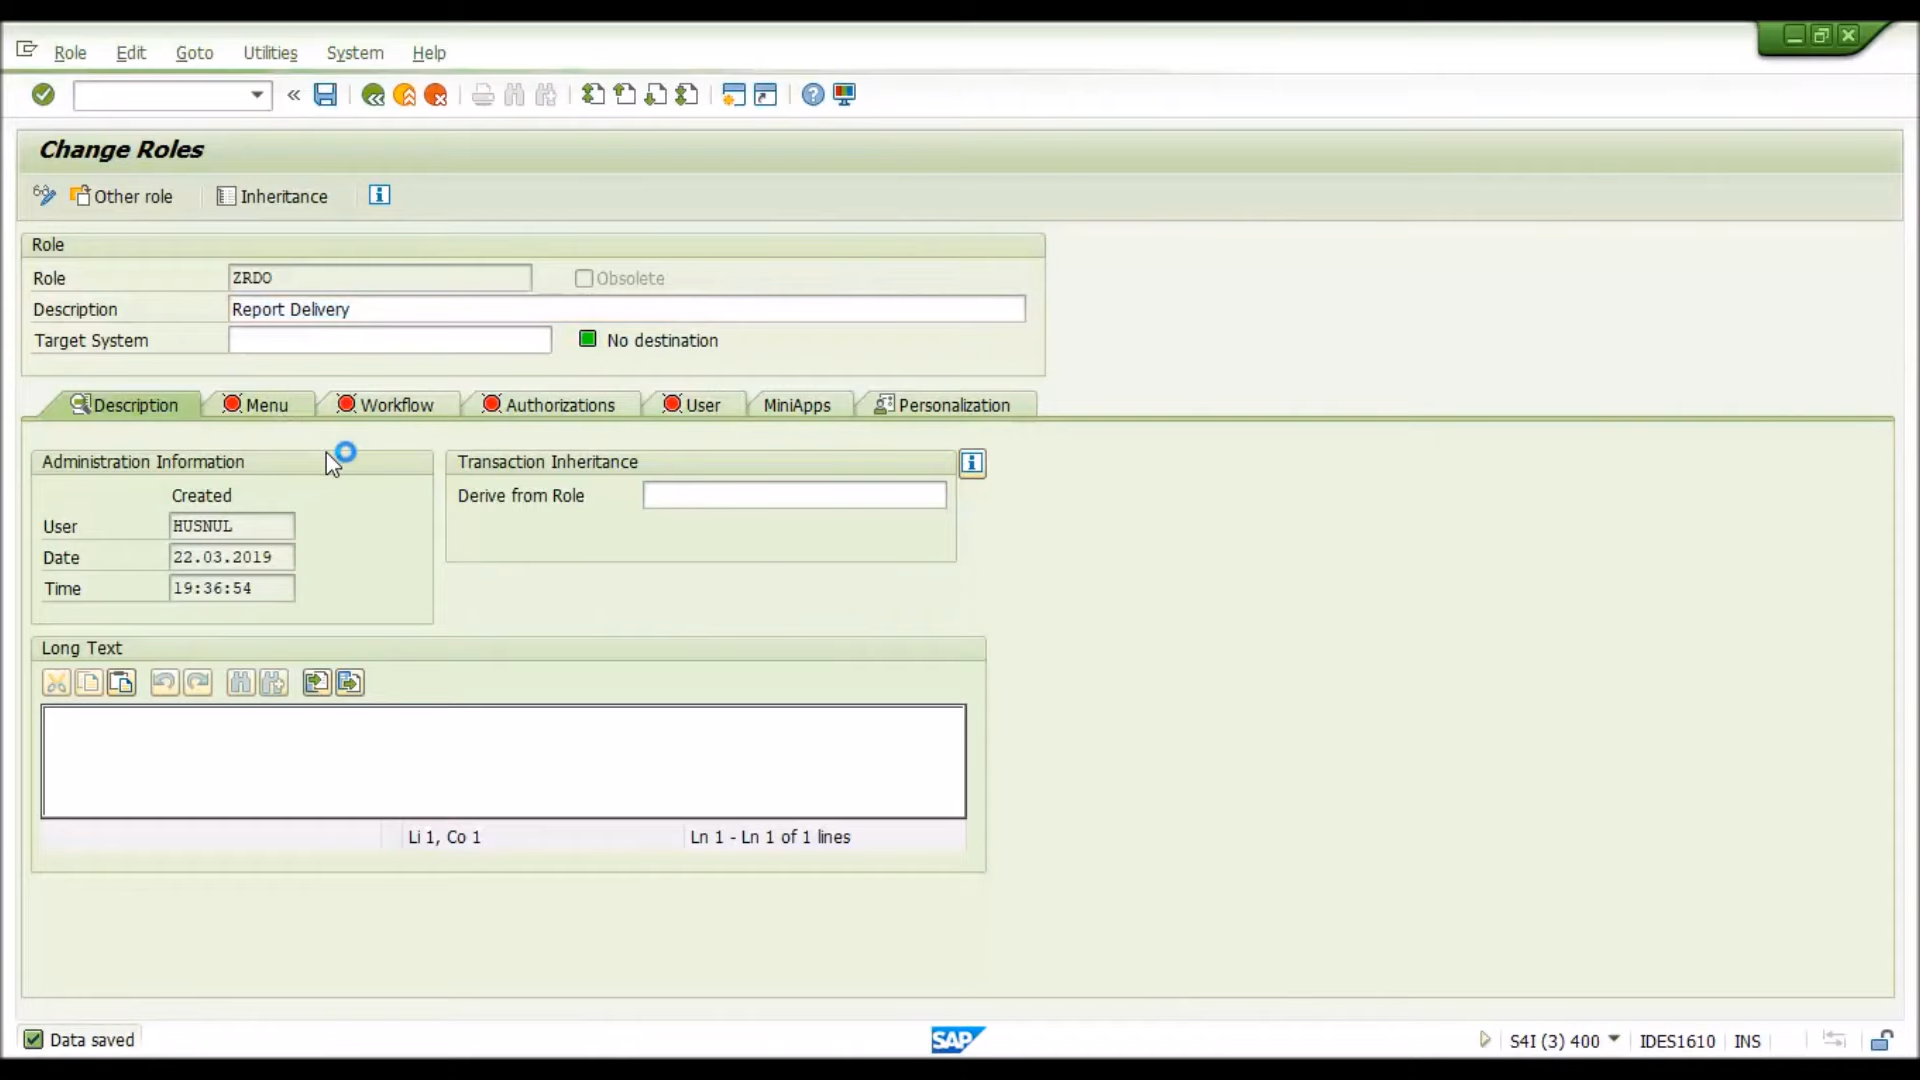 Role Edit Goto Utilities System Help
Change Roles
Other role Inheritance
Role
Role ZRDO Obsolete
Description Report Delivery
Target System No destination
Description Menu Workflow Authorizations User MiniApps Personalization
Administration Information
Created
User HUSNUL
Date 22.03.2019
Time 19:36:54
Transaction Inheritance
Derive from Role
Long Text
Li 1, Co 1 Ln 1 - Ln 1 of 1 lines
Data saved SAP S4I (3) 400 IDES1610 INS